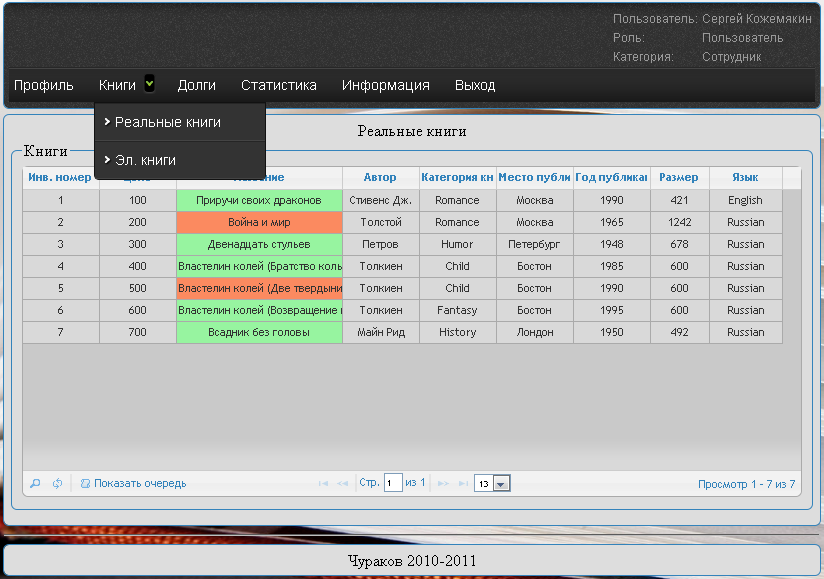 Пользователь: Сергей Кожемякин
Роль: Пользователь
Категория: Сотрудник
Профиль Книги Долги Статистика Информация Выход
Реальные книги
Эл. книги
Реальные книги
Книги
Инв. номер Автор Категория кн Место публи Год публикац Размер Язык
1 100 Приручи своих драконов Стивенс Дж. Romance Москва 1990 421 English
2 200 Война и мир Толстой Romance Москва 1965 1242 Russian
3 300 Двенадцать стульев Петров Humor Петербург 1948 678 Russian
4 400 Властелин колей (Братство коль Толкиен Child Бостон 1985 600 Russian
5 500 Властелин колей (Две твердыни Толкиен Child Бостон 1990 600 Russian
6 600 Властелин колей (Возвращение Толкиен Fantasy Бостон 1995 600 Russian
7 700 Всадник без головы Майн Рид History Лондон 1950 492 Russian
Показать очередь Стр. 1 из 1 13 Просмотр 1 - 7 из 7
Чураков 2010-2011